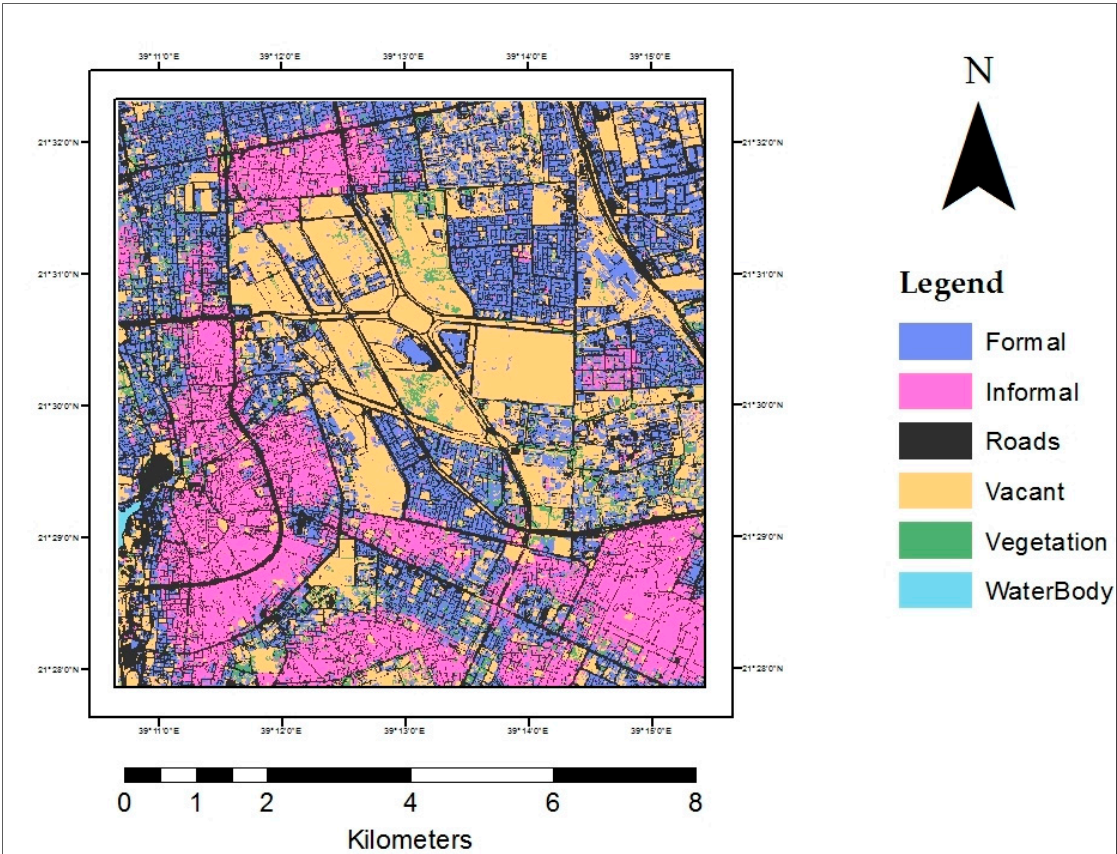 39°11'0"E 39°12'0"E 39°13'0"E 39°14'0"E 39°15'0"E
N
21°32'0"N 21°32'0"N
21°31'0"N 21°31'0"N
Legend
Formal
21°30'0"N 21°30'0"N
Informal
Roads
Vacant
21°29'0"N 21°29'0"N
Vegetation
WaterBody
21°28'0"N 21°28'0"N
39°11'0"E 39°12'0"E 39°13'0"E 39°14'0"E 39°15'0"E
0 1 2 4 6 8
Kilometers